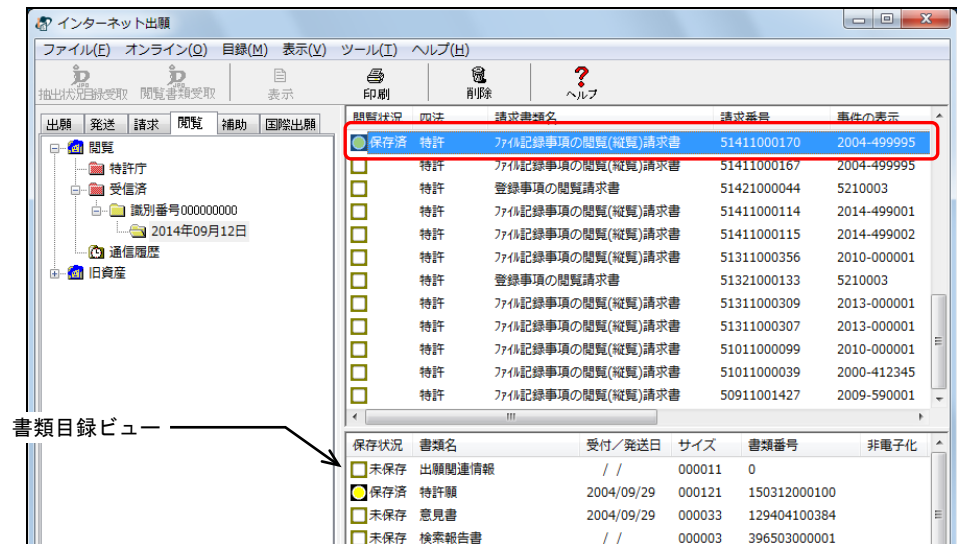 インターネット出願
ファイル(F) オンライン(O) 目録(M) 表示(V) ツール(T) ヘルプ(H)
抽出状況目録受取 閲覧書類受取 表示 印刷 削除 ヘルプ
出願 発送 請求 閲覧 補助 国際出願
閲覧
特許庁
受信済
識別番号000000000
2014年09月12日
通信履歴
旧資産
閲覧状況 四法 請求書類名 請求番号 事件の表示
保存済 特許 ファイル記録事項の閲覧(縦覧)請求書 51411000170 2004-499995
特許 ファイル記録事項の閲覧(縦覧)請求書 51411000167 2004-499995
特許 登録事項の閲覧請求書 51421000044 5210003
特許 ファイル記録事項の閲覧(縦覧)請求書 51411000114 2014-499001
特許 ファイル記録事項の閲覧(縦覧)請求書 51411000115 2014-499002
特許 ファイル記録事項の閲覧(縦覧)請求書 51311000356 2010-000001
特許 登録事項の閲覧請求書 51321000133 5210003
特許 ファイル記録事項の閲覧(縦覧)請求書 51311000309 2013-000001
特許 ファイル記録事項の閲覧(縦覧)請求書 51311000307 2013-000001
特許 ファイル記録事項の閲覧(縦覧)請求書 51011000099 2010-000001
特許 ファイル記録事項の閲覧(縦覧)請求書 51011000039 2000-412345
特許 ファイル記録事項の閲覧(縦覧)請求書 50911001427 2009-590001
書類目録ビュー
保存状況 書類名 受付/発送日 サイズ 書類番号 非電子化
未保存 出願関連情報 / / 000011 0
保存済 特許願 2004/09/29 000121 150312000100
未保存 意見書 2004/09/29 000033 129404100384
未保存 検索報告書 / / 000003 396503000001